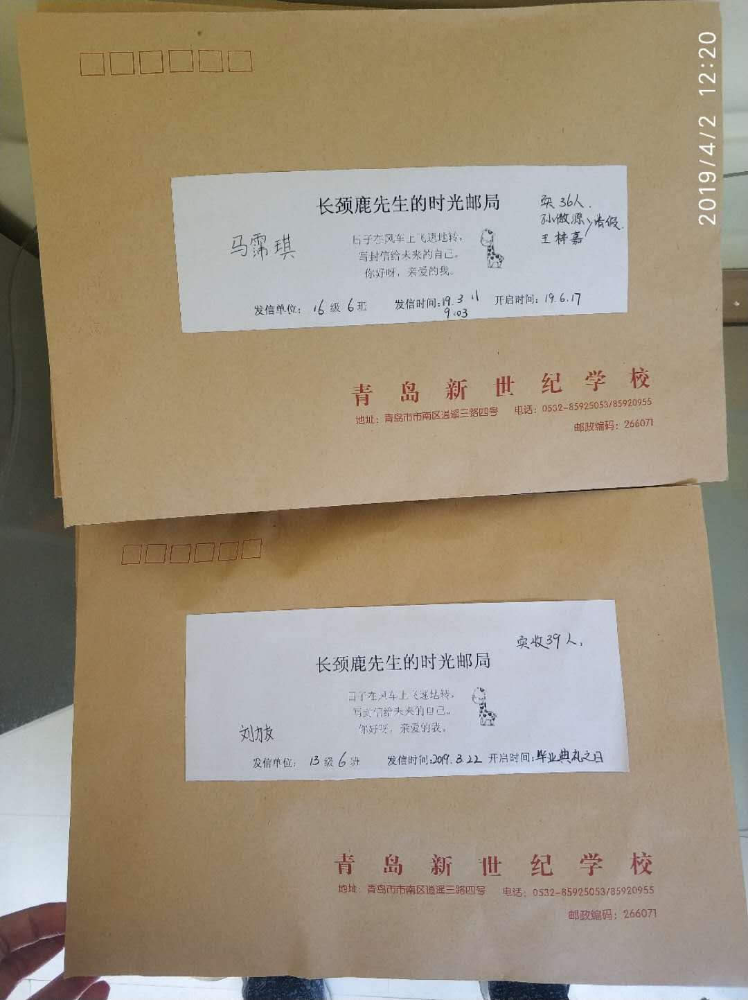 2019/4/2 12:20
长颈鹿先生的时光邮局
实36人.
孙傲源
王梓嘉
请假.
马霈琪
日子在风车上飞速地转，
写封信给未来的自己。
你好呀，亲爱的我。
发信单位：16级6班 发信时间:19.3.11 开启时间：19.6.17
9:03
青岛新世纪学校
地址：青岛市市南区逍遥三路四号 电话：0532-85925053/85920955
邮政编码：266071
实收39人.
长颈鹿先生的时光邮局
日子在风车上飞速地转，
写封信给未来的自己。
你好呀，亲爱的我。
刘力友
发信单位：13级6班 发信时间:2019.3.22 开启时间:毕业典礼之日
青岛新世纪学校
地址：青岛市市南区逍遥三路四号 电话：0532-85925053/85920955
邮政编码：266071